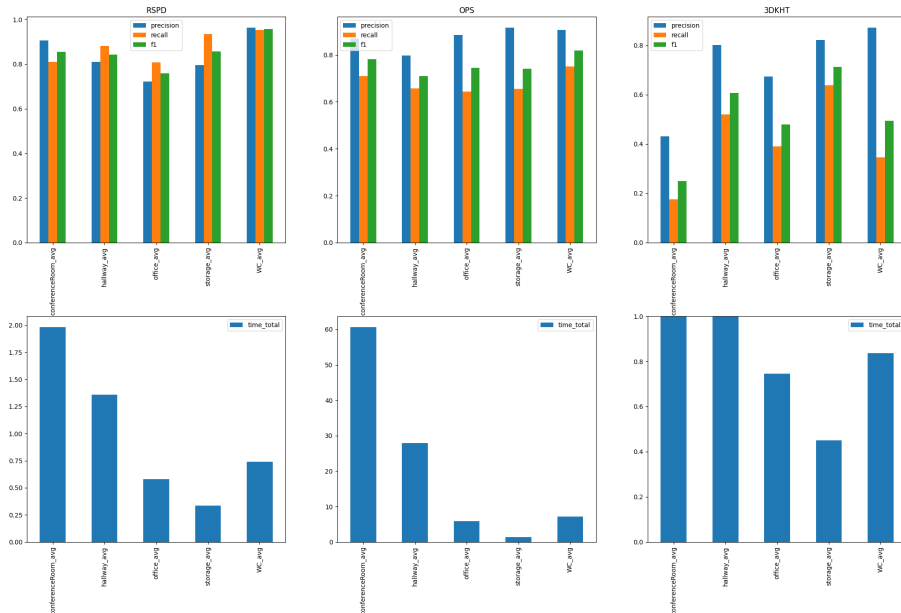 RSPD
1.0
0.8
0.6
0.4
0.2
0.0
precision
recall
f1
conferenceRoom_avg
hallway_avg
office_avg
storage_avg
WC_avg
OPS
0.8
0.6
0.4
0.2
0.0
precision
recall
f1
conferenceRoom_avg
hallway_avg
office_avg
storage_avg
WC_avg
3DKHT
0.8
0.6
0.4
0.2
0.0
precision
recall
f1
conferenceRoom_avg
hallway_avg
office_avg
storage_avg
WC_avg
2.00
1.75
1.50
1.25
1.00
0.75
0.50
0.25
0.00
time_total
conferenceRoom_avg
hallway_avg
office_avg
storage_avg
WC_avg
60
50
40
30
20
10
0
time_total
conferenceRoom_avg
hallway_avg
office_avg
storage_avg
WC_avg
1.0
0.8
0.6
0.4
0.2
0.0
time_total
conferenceRoom_avg
hallway_avg
office_avg
storage_avg
WC_avg